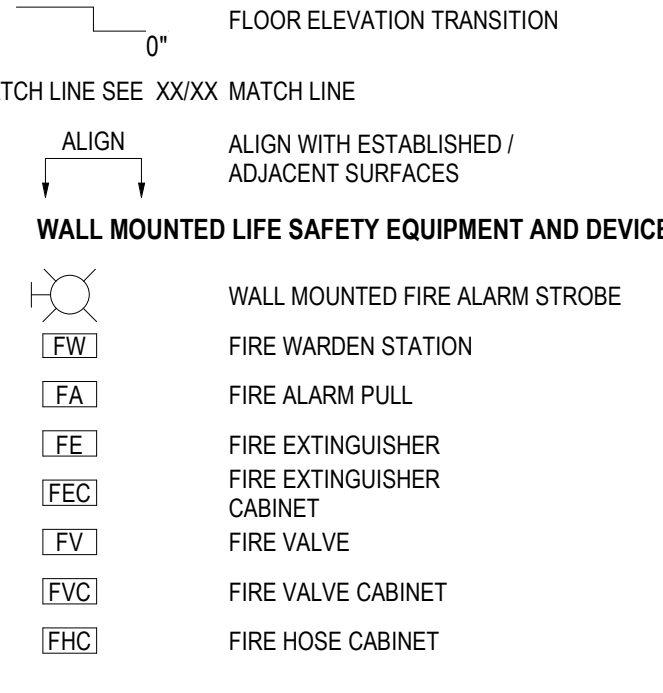 0" FLOOR ELEVATION TRANSITION
TCH LINE SEE XX/XX MATCH LINE
ALIGN ALIGN WITH ESTABLISHED /
ADJACENT SURFACES
WALL MOUNTED LIFE SAFETY EQUIPMENT AND DEVICE
WALL MOUNTED FIRE ALARM STROBE
FW FIRE WARDEN STATION
FA FIRE ALARM PULL
FE FIRE EXTINGUISHER
FEC FIRE EXTINGUISHER
CABINET
FV FIRE VALVE
FVC FIRE VALVE CABINET
FHC FIRE HOSE CABINET